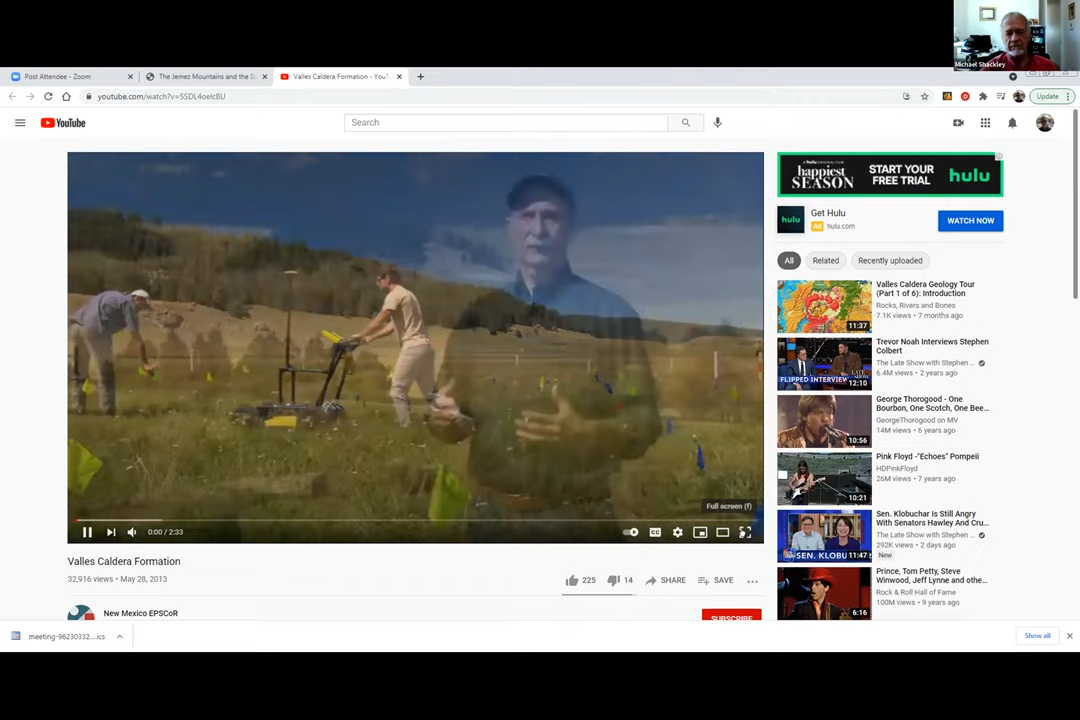 Michael Shackley
Post Attendee - Zoom
The Jemez Mountains and the S
Valles Caldera Formation - YouT
youtube.com/watch?v=5SDL4oelcBU
Update
YouTube
Search
happiest
SEASON
START YOUR
FREE TRIAL
hulu
hulu
Get Hulu
Ad hulu.com
WATCH NOW
All
Related
Recently uploaded
Valles Caldera Geology Tour
(Part 1 of 6): Introduction
Rocks, Rivers and Bones
7.1K views • 7 months ago
11:37
Trevor Noah Interviews Stephen
Colbert
The Late Show with Stephen ...
6.4M views • 2 years ago
FLIPPED INTERVIEW
12:10
George Thorogood - One
Bourbon, One Scotch, One Bee...
GeorgeThorogood on MV
14M views • 6 years ago
10:56
Pink Floyd -"Echoes" Pompeii
HDPinkFloyd
26M views • 7 years ago
10:21
Sen. Klobuchar Is Still Angry
With Senators Hawley And Cru...
The Late Show with Stephen ...
292K views • 2 days ago
New
SEN. KLOBU
11:47
Prince, Tom Petty, Steve
Winwood, Jeff Lynne and othe...
Rock & Roll Hall of Fame
100M views • 9 years ago
6:16
Full screen (f)
0:00 / 2:33
Valles Caldera Formation
32,916 views • May 28, 2013
225
14
SHARE
SAVE
New Mexico EPSCoR
SUBSCRIBE
meeting-96230332....ics
Show all